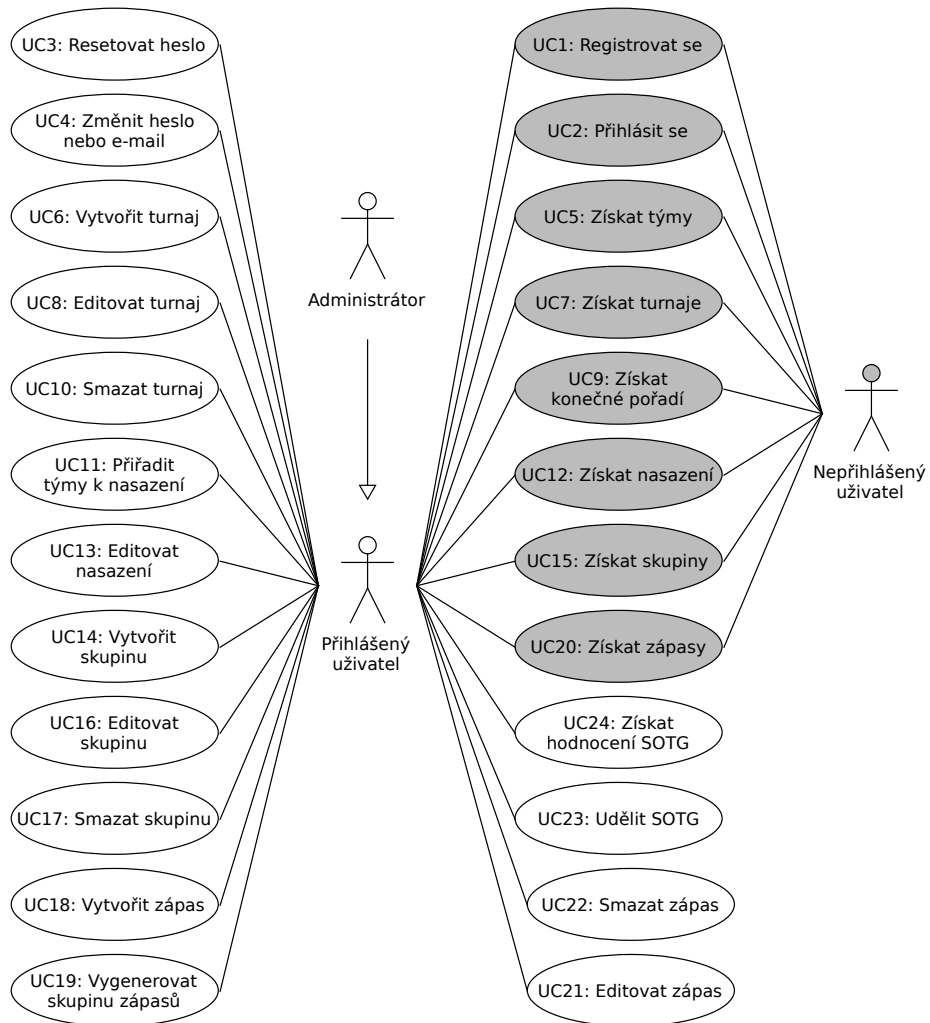 UC3: Resetovat heslo
UC4: Změnit heslo
nebo e-mail
UC6: Vytvořit turnaj
UC8: Editovat turnaj
UC10: Smazat turnaj
UC11: Přiřadit
týmy k nasazení
UC13: Editovat
nasazení
UC14: Vytvořit
skupinu
UC16: Editovat
skupinu
UC17: Smazat skupinu
UC18: Vytvořit zápas
UC19: Vygenerovat
skupinu zápasů
Administrátor
Přihlášený
uživatel
UC1: Registrovat se
UC2: Přihlásit se
UC5: Získat týmy
UC7: Získat turnaje
UC9: Získat
konečné pořadí
UC12: Získat nasazení
UC15: Získat skupiny
UC20: Získat zápasy
UC24: Získat
hodnocení SOTG
UC23: Udělit SOTG
UC22: Smazat zápas
UC21: Editovat zápas
Nepřihlášený
uživatel